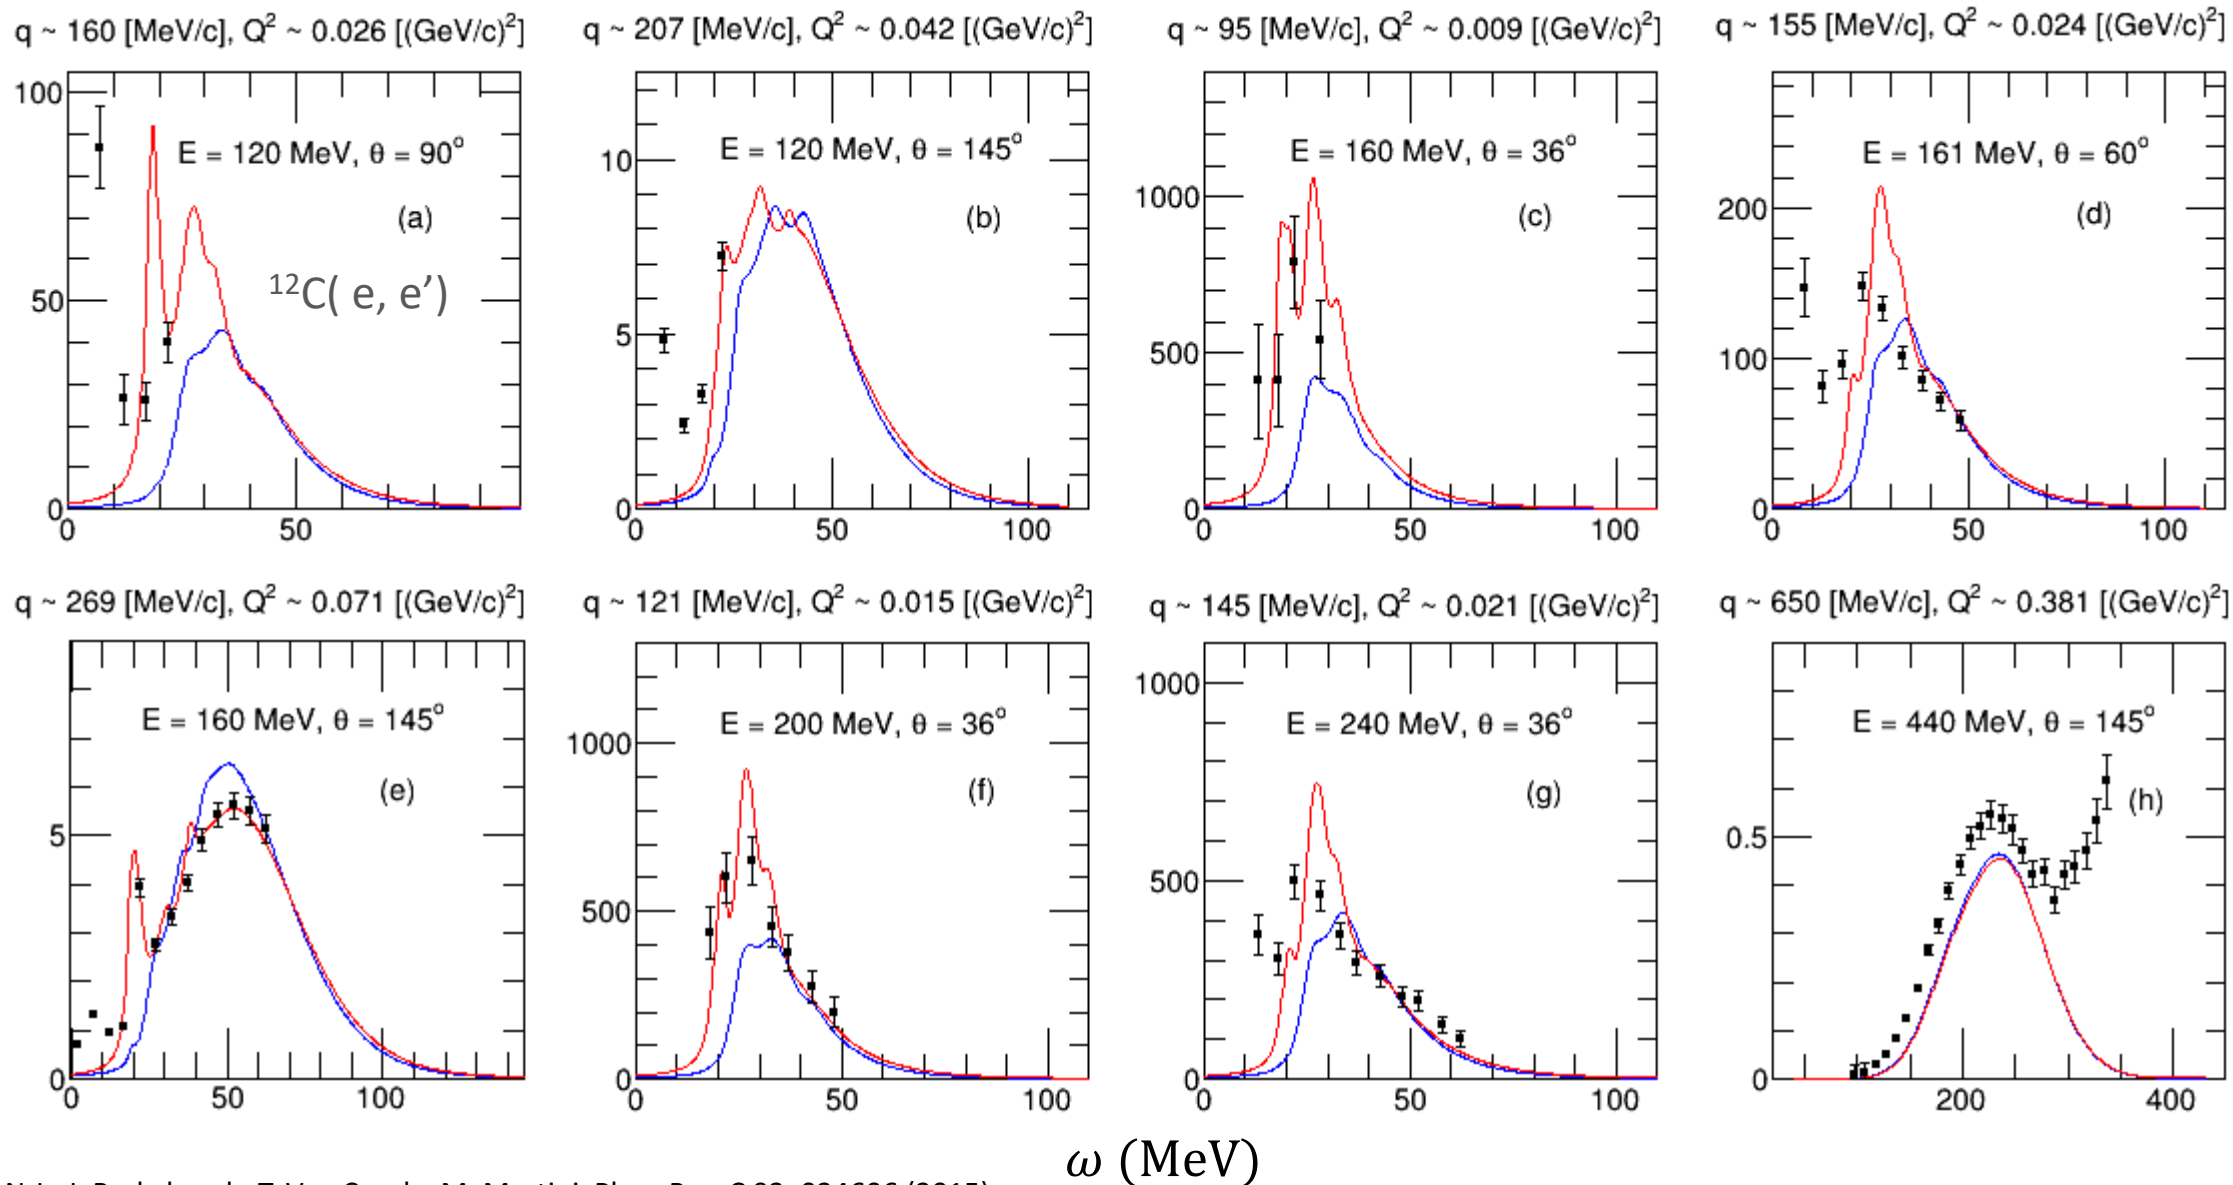 q ~ 160 [MeV/c], Q² ~ 0.026 [(GeV/c)²]
q ~ 207 [MeV/c], Q² ~ 0.042 [(GeV/c)²]
q ~ 95 [MeV/c], Q² ~ 0.009 [(GeV/c)²]
q ~ 155 [MeV/c], Q² ~ 0.024 [(GeV/c)²]
100
50
0
0
50
E = 120 MeV, θ = 90°
(a)
¹²C( e, e’)
10
5
0
0
50
100
E = 120 MeV, θ = 145°
(b)
1000
500
0
0
50
100
E = 160 MeV, θ = 36°
(c)
200
100
0
0
50
100
E = 161 MeV, θ = 60°
(d)
q ~ 269 [MeV/c], Q² ~ 0.071 [(GeV/c)²]
q ~ 121 [MeV/c], Q² ~ 0.015 [(GeV/c)²]
q ~ 145 [MeV/c], Q² ~ 0.021 [(GeV/c)²]
q ~ 650 [MeV/c], Q² ~ 0.381 [(GeV/c)²]
5
0
0
50
100
E = 160 MeV, θ = 145°
(e)
1000
500
0
0
50
100
E = 200 MeV, θ = 36°
(f)
1000
500
0
0
50
100
E = 240 MeV, θ = 36°
(g)
0.5
0
200
400
E = 440 MeV, θ = 145°
(h)
ω (MeV)